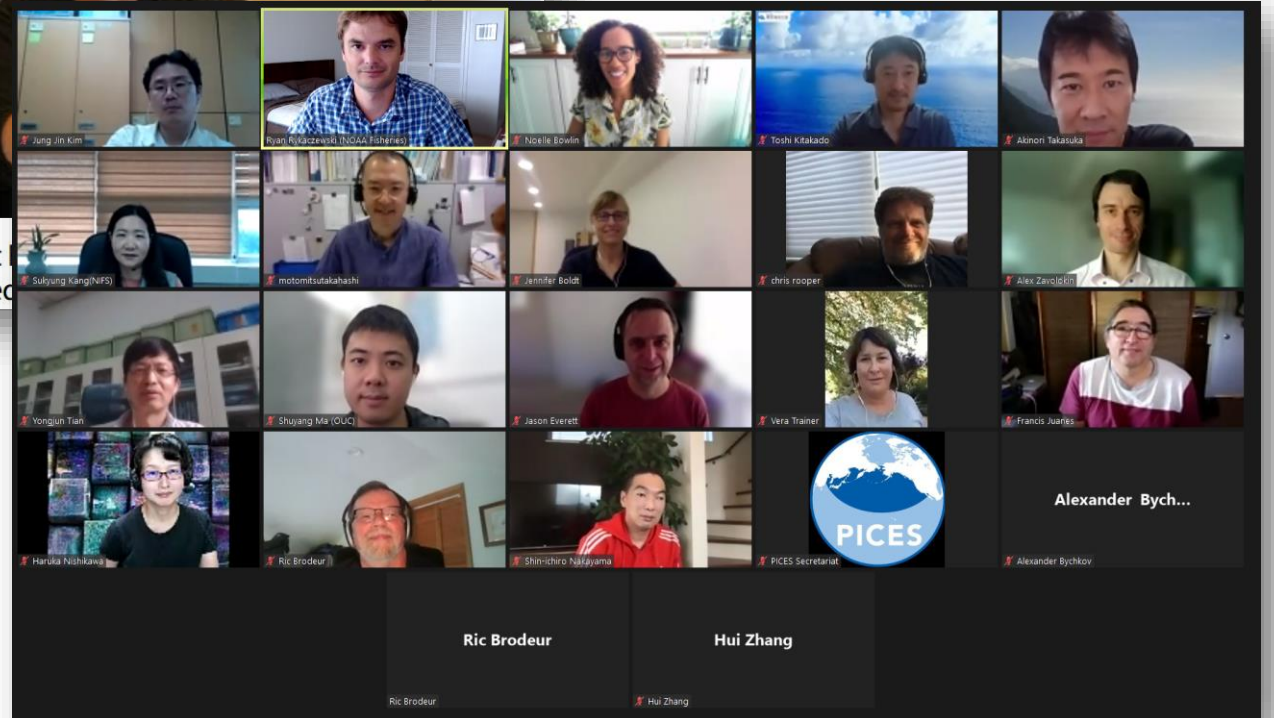 Jung Jin Kim
Ryan Rykaczewski (NOAA Fisheries)
Noelle Bowlin
Toshi Kitakado
Akinori Takasuka
Sukyung Kang(NIFS)
motomitsutakahashi
Jennifer Boldt
chris rooper
Alex Zavolokin
Yongjun Tian
Shuyang Ma (OUC)
Jason Everett
Vera Trainer
Francis Juanes
Haruka Nishikawa
Ric Brodeur
Shin-ichiro Nakayama
PICES
PICES Secretariat
Alexander Bych...
Alexander Bychkov
Ric Brodeur
Ric Brodeur
Hui Zhang
Hui Zhang